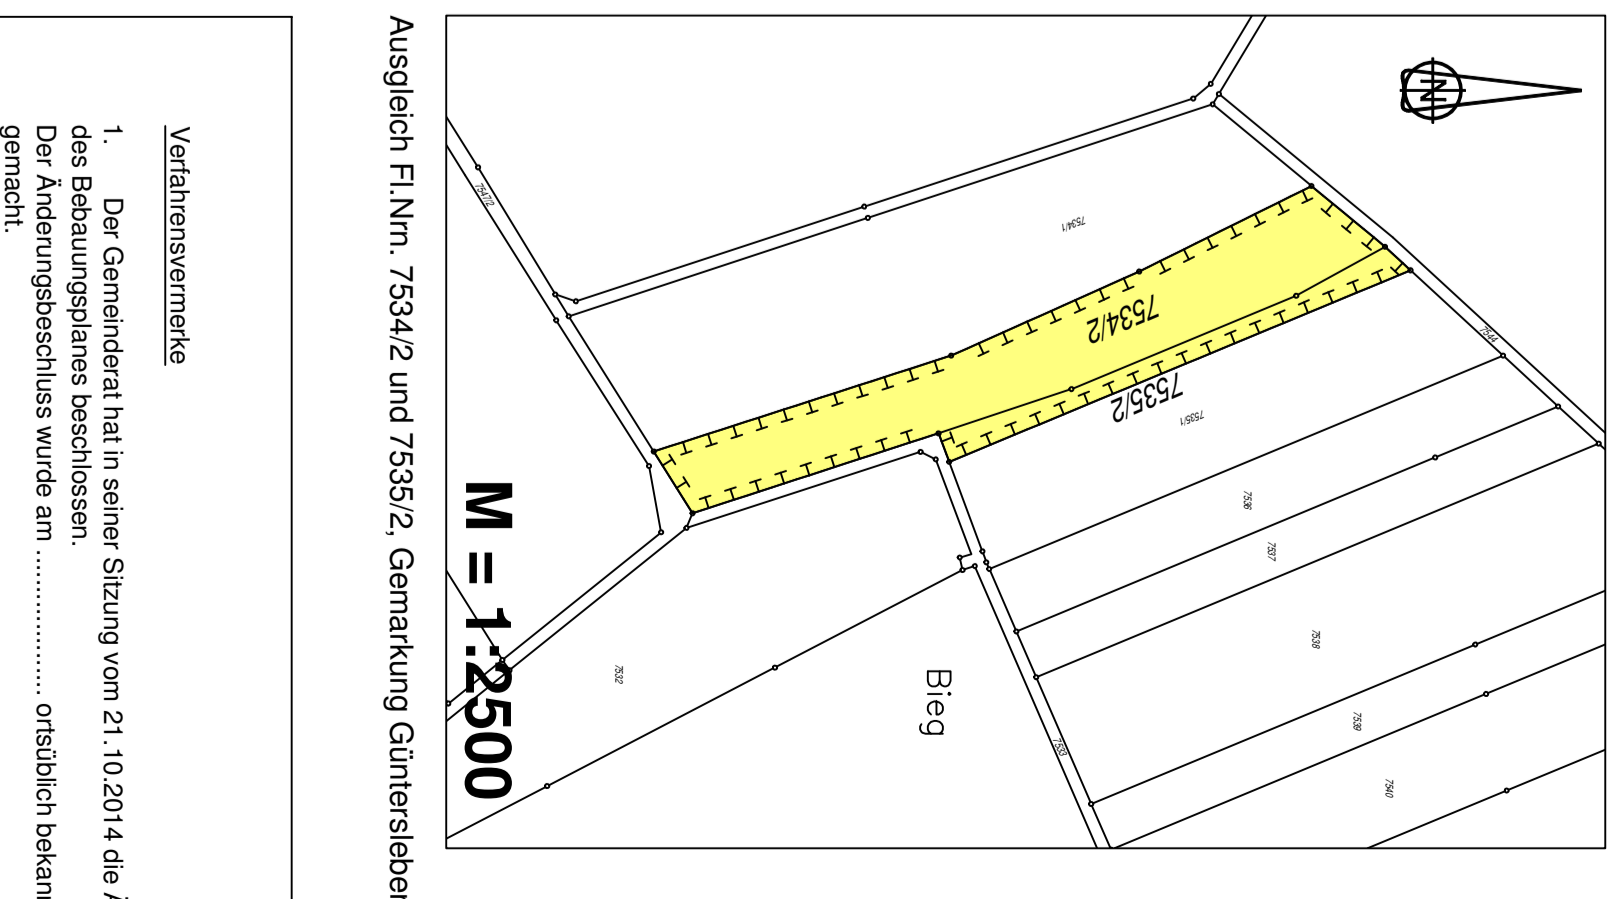 N
7547/2
7534/1
7534/2
7535/2
7535/1
7544
7536
7537
7538
7539
7540
7533
7532
Bieg
M = 1:2500
Ausgleich Fl.Nrn. 7534/2 und 7535/2, Gemarkung Güntersleben
Verfahrensvermerke
1. Der Gemeinderat hat in seiner Sitzung vom 21.10.2014 die
des Bebauungsplanes beschlossen.
Der Änderungsbeschluss wurde am .................... ortsüblich
gemacht.